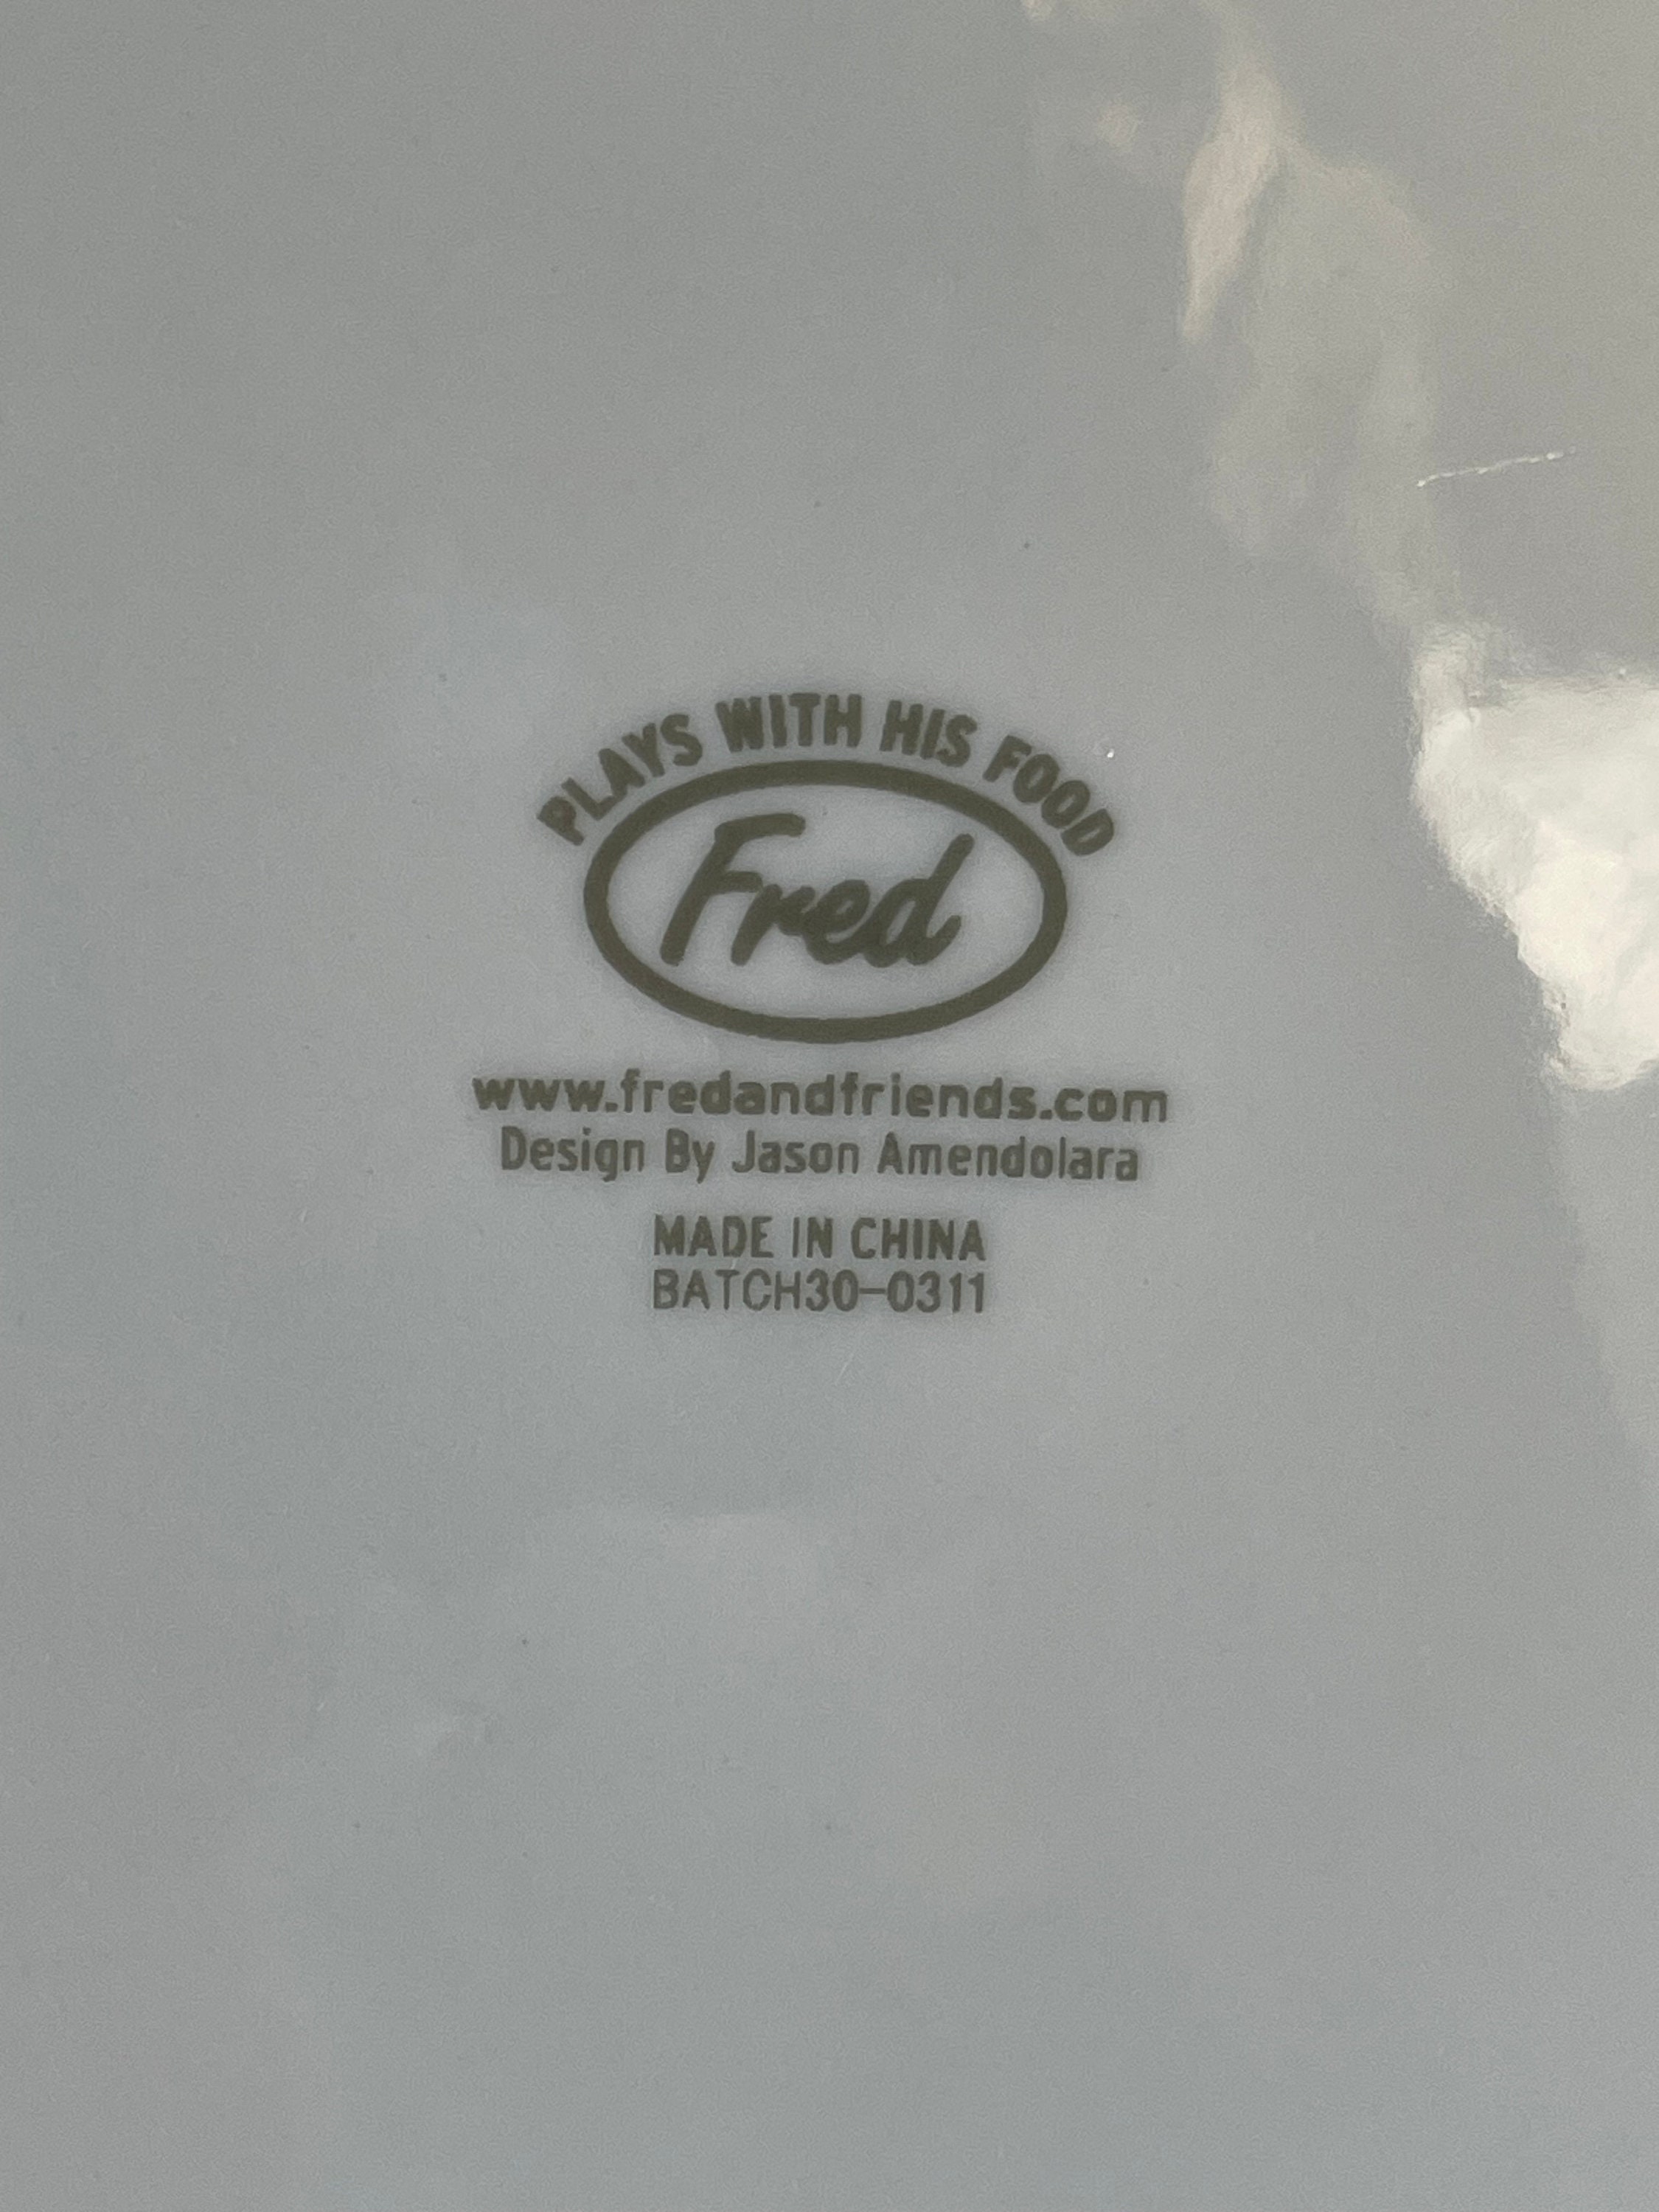 PLAYS WITH HIS FOOD
Fred
www.fredandfriends.com
Design By Jason Amendolara
MADE IN CHINA
BATCH30-0311